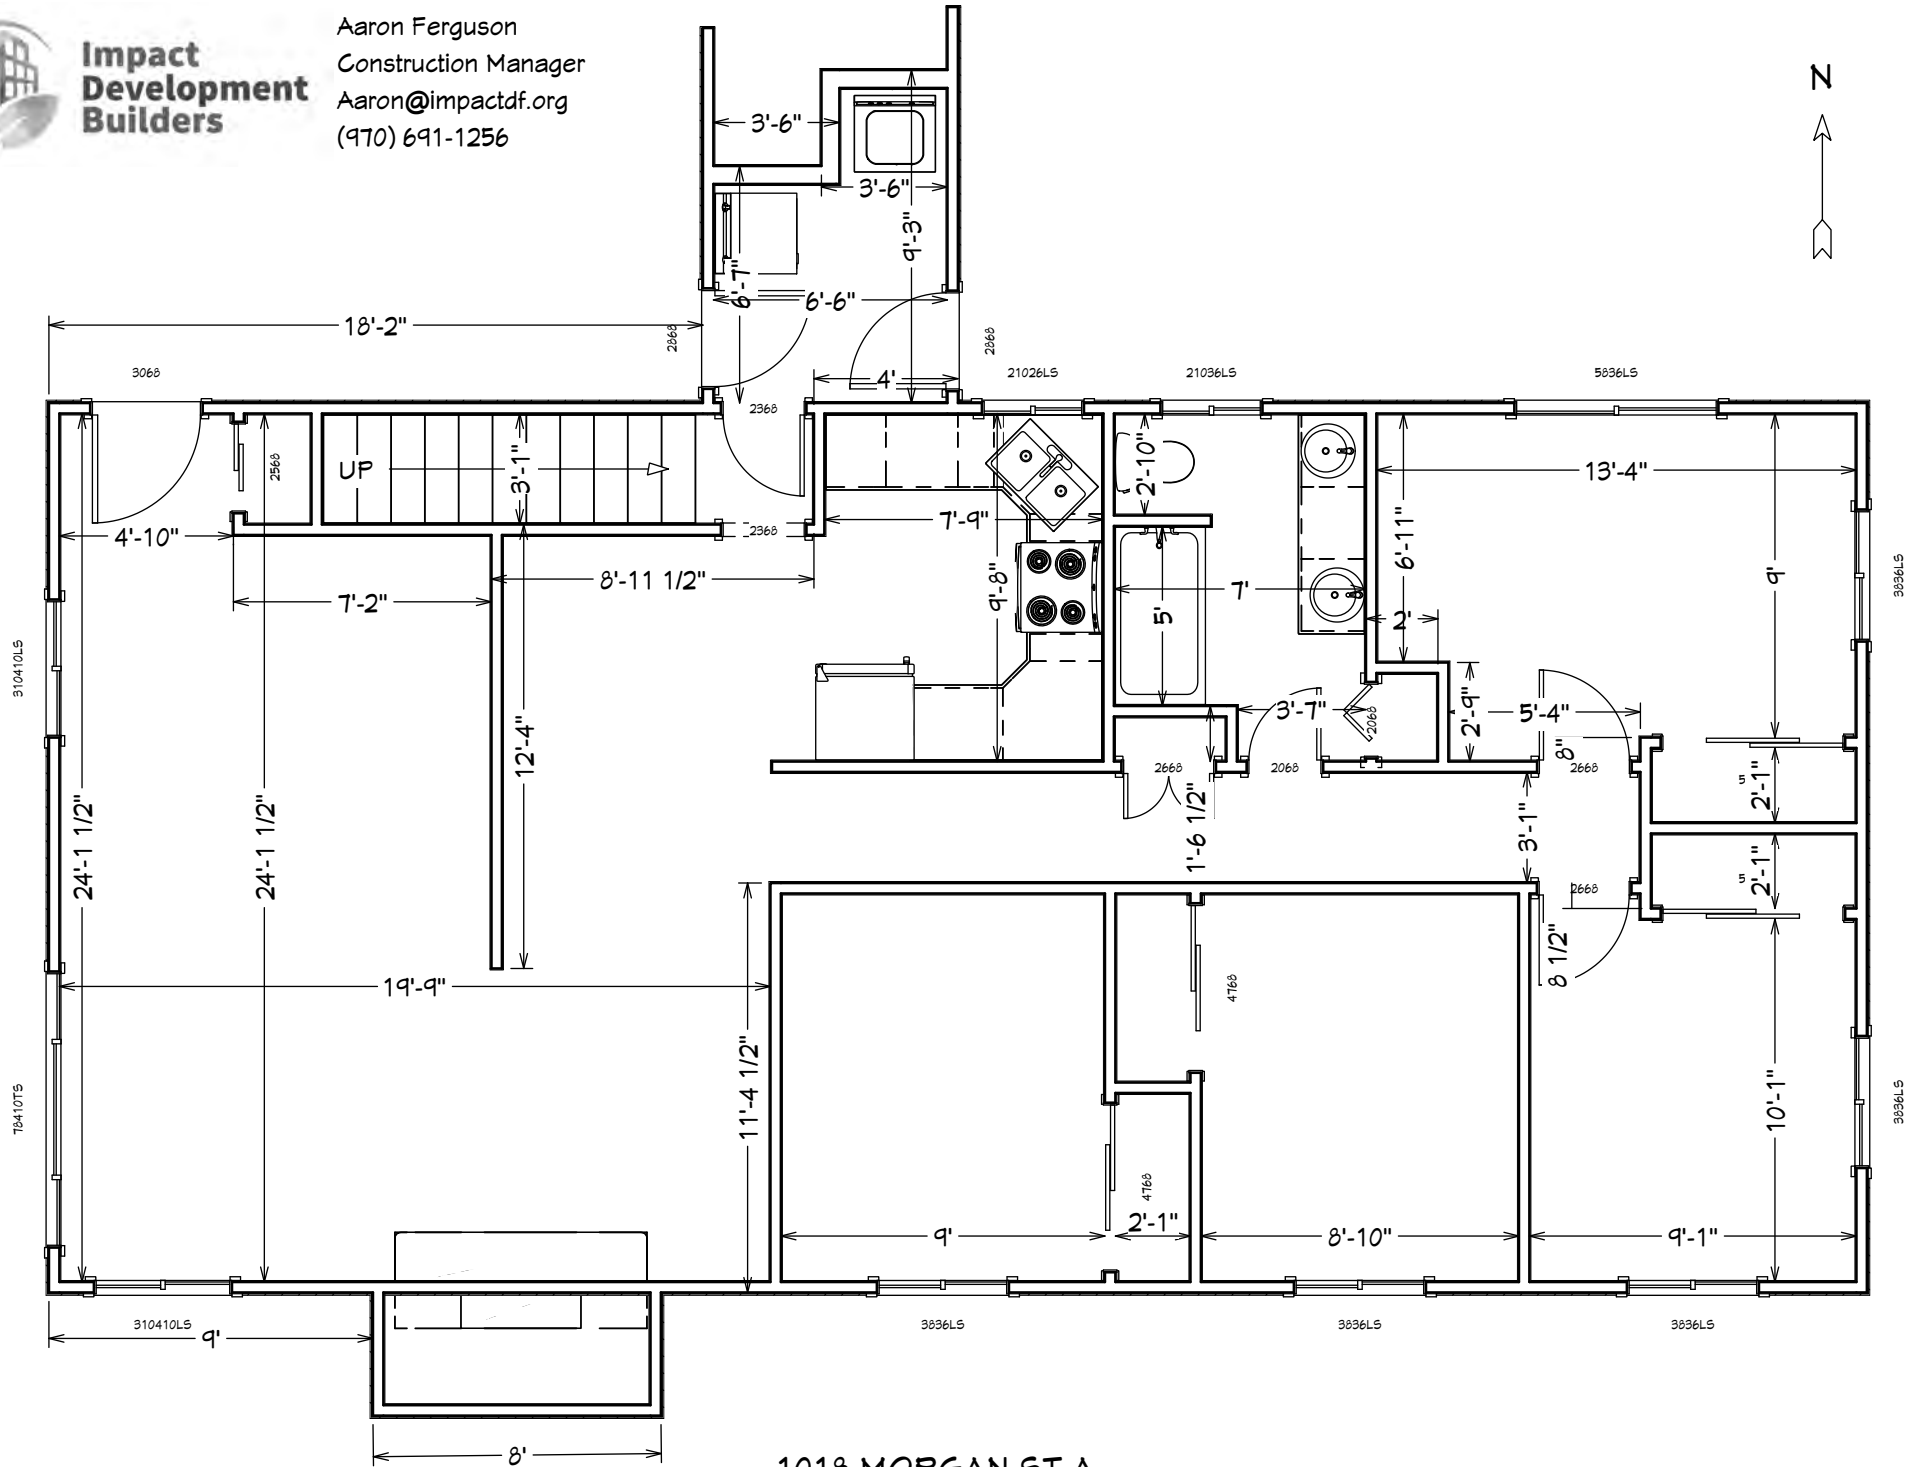 Impact
Development
Builders
Aaron Ferguson
Construction Manager
Aaron@impactdf.org
(970) 691-1256
N
3'-6"
3'-6"
9'-3"
6'-7"
6'-6"
18'-2"
2868
2868
3068
4'
21026LS
21036LS
5836LS
2368
2568
UP
3'-1"
2'-10"
13'-4"
4'-10"
2368
7'-9"
6'-11"
9'
8'-11 1/2"
7'-2"
9'-8"
7'
5'
2'
3836LS
310410LS
12'-4"
3'-7"
2068
2'-9"
5'-4"
8"
2668
2068
2668
5
2'-1"
24'-1 1/2"
24'-1 1/2"
1'-6 1/2"
3'-1"
5
2'-1"
2668
8 1/2"
19'-9"
4768
11'-4 1/2"
10'-1"
78410TS
3836LS
4768
9'
2'-1"
8'-10"
9'-1"
310410LS
9'
3836LS
3836LS
3836LS
8'
1018 MORGAN ST A